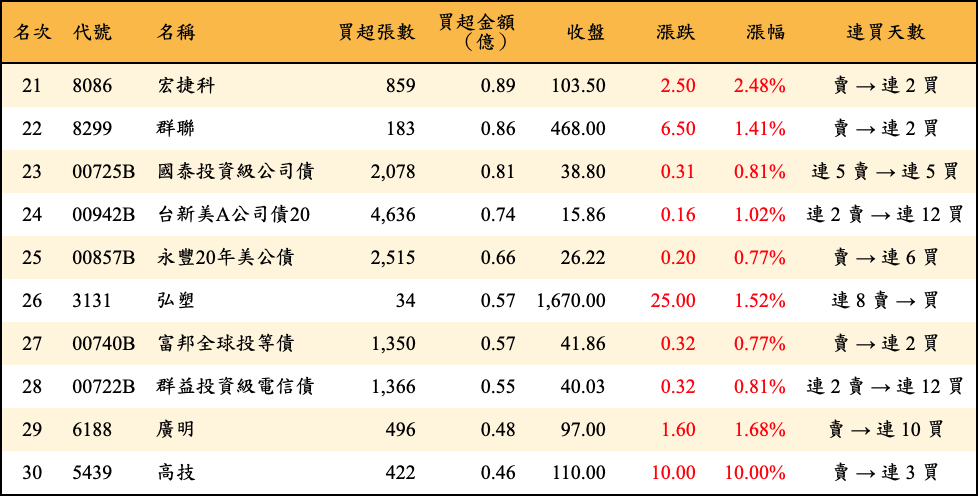 名次 代號 名稱 買超張數 買超金額（億） 收盤 漲跌 漲幅 連買天數
21 8086 宏捷科 859 0.89 103.50 2.50 2.48% 賣 → 連 2 買
22 8299 群聯 183 0.86 468.00 6.50 1.41% 賣 → 連 2 買
23 00725B 國泰投資級公司債 2,078 0.81 38.80 0.31 0.81% 連 5 賣 → 連 5 買
24 00942B 台新美A公司債20 4,636 0.74 15.86 0.16 1.02% 連 2 賣 → 連 12 買
25 00857B 永豐20年美公債 2,515 0.66 26.22 0.20 0.77% 賣 → 連 6 買
26 3131 弘塑 34 0.57 1,670.00 25.00 1.52% 連 8 賣 → 買
27 00740B 富邦全球投等債 1,350 0.57 41.86 0.32 0.77% 賣 → 連 2 買
28 00722B 群益投資級電信債 1,366 0.55 40.03 0.32 0.81% 連 2 賣 → 連 12 買
29 6188 廣明 496 0.48 97.00 1.60 1.68% 賣 → 連 10 買
30 5439 高技 422 0.46 110.00 10.00 10.00% 賣 → 連 3 買